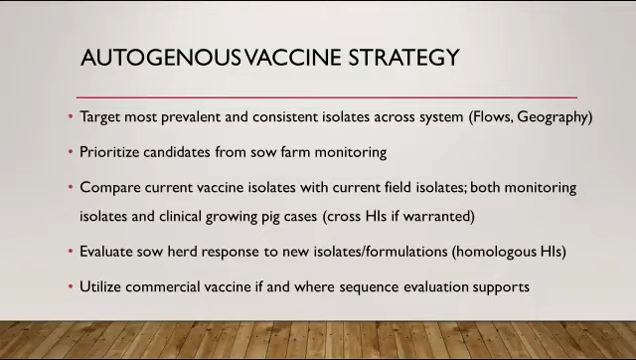 AUTOGENOUS VACCINE STRATEGY
• Target most prevalent and consistent isolates across system (Flows, Geography)
• Prioritize candidates from sow farm monitoring
• Compare current vaccine isolates with current field isolates; both monitoring
isolates and clinical growing pig cases (cross HIs if warranted)
• Evaluate sow herd response to new isolates/formulations (homologous HIs)
• Utilize commercial vaccine if and where sequence evaluation supports